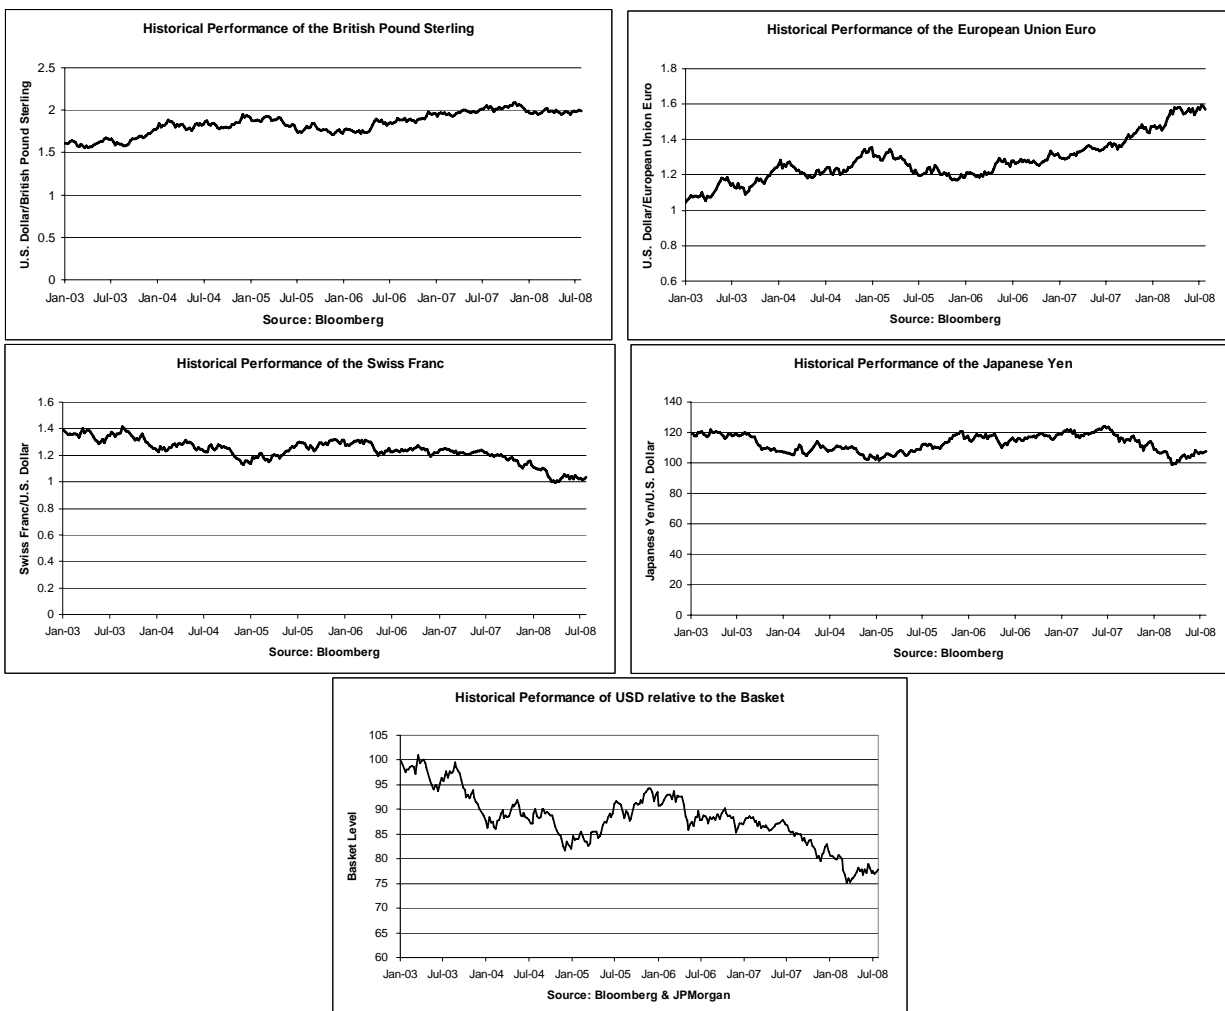 Historical Performance of the British Pound Sterling
U.S. Dollar/British Pound Sterling
2.5
2
1.5
1
0.5
0
Jan-03 Jul-03 Jan-04 Jul-04 Jan-05 Jul-05 Jan-06 Jul-06 Jan-07 Jul-07 Jan-08 Jul-08
Source: Bloomberg
Historical Performance of the European Union Euro
U.S. Dollar/European Union Euro
1.8
1.6
1.4
1.2
1
0.8
0.6
Jan-03 Jul-03 Jan-04 Jul-04 Jan-05 Jul-05 Jan-06 Jul-06 Jan-07 Jul-07 Jan-08 Jul-08
Source: Bloomberg
Historical Performance of the Swiss Franc
Swiss Franc/U.S. Dollar
1.6
1.4
1.2
1
0.8
0.6
0.4
0.2
0
Jan-03 Jul-03 Jan-04 Jul-04 Jan-05 Jul-05 Jan-06 Jul-06 Jan-07 Jul-07 Jan-08 Jul-08
Source: Bloomberg
Historical Performance of the Japanese Yen
Japanese Yen/U.S. Dollar
140
120
100
80
60
40
20
0
Jan-03 Jul-03 Jan-04 Jul-04 Jan-05 Jul-05 Jan-06 Jul-06 Jan-07 Jul-07 Jan-08 Jul-08
Source: Bloomberg
Historical Peformance of USD relative to the Basket
Basket Level
105
100
95
90
85
80
75
70
65
60
Jan-03 Jul-03 Jan-04 Jul-04 Jan-05 Jul-05 Jan-06 Jul-06 Jan-07 Jul-07 Jan-08 Jul-08
Source: Bloomberg & JPMorgan